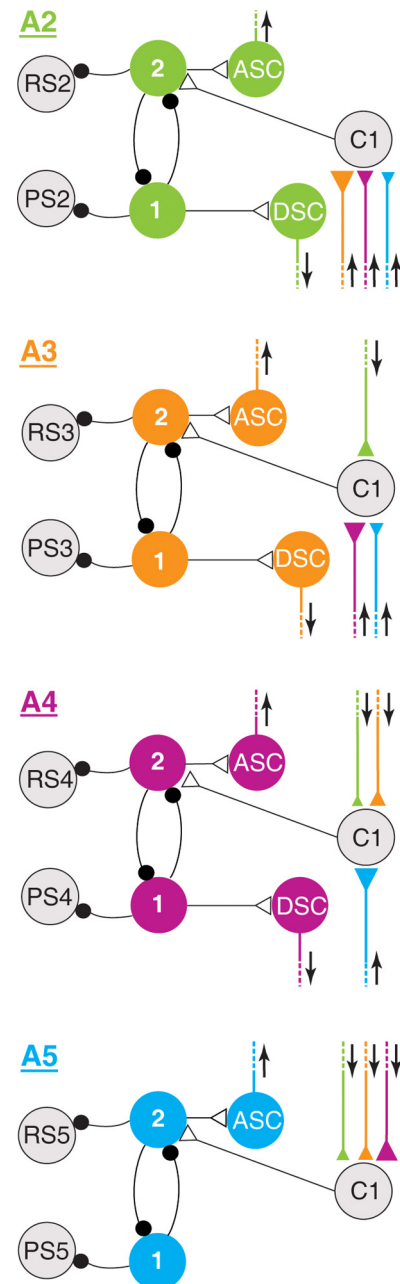 A2
2 ASC
RS2
C1
PS2
1 DSC
A3
2 ASC
RS3
C1
PS3
1 DSC
A4
2 ASC
RS4
C1
PS4
1 DSC
A5
2 ASC
RS5
C1
PS5
1